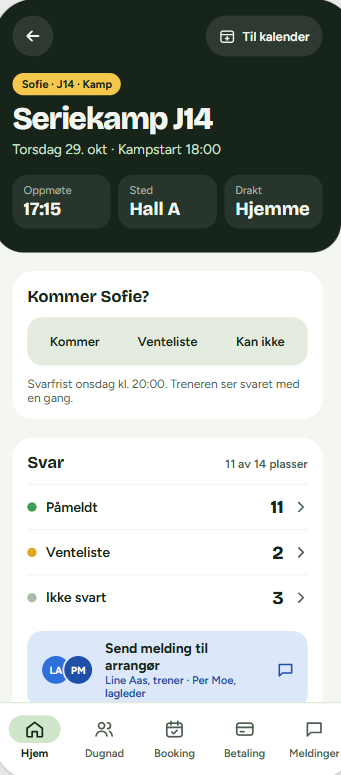 Til kalender
Sofie · J14 · Kamp
Seriekamp J14
Torsdag 29. okt · Kampstart 18:00
Oppmøte
17:15
Sted
Hall A
Drakt
Hjemme
Kommer Sofie?
Kommer
Venteliste
Kan ikke
Svarfrist onsdag kl. 20:00. Treneren ser svaret med
en gang.
Svar
11 av 14 plasser
Påmeldt
11
Venteliste
2
Ikke svart
3
LA
PM
Send melding til
arrangør
Line Aas, trener · Per Moe,
lagleder
Hjem
Dugnad
Booking
Betaling
Meldinger